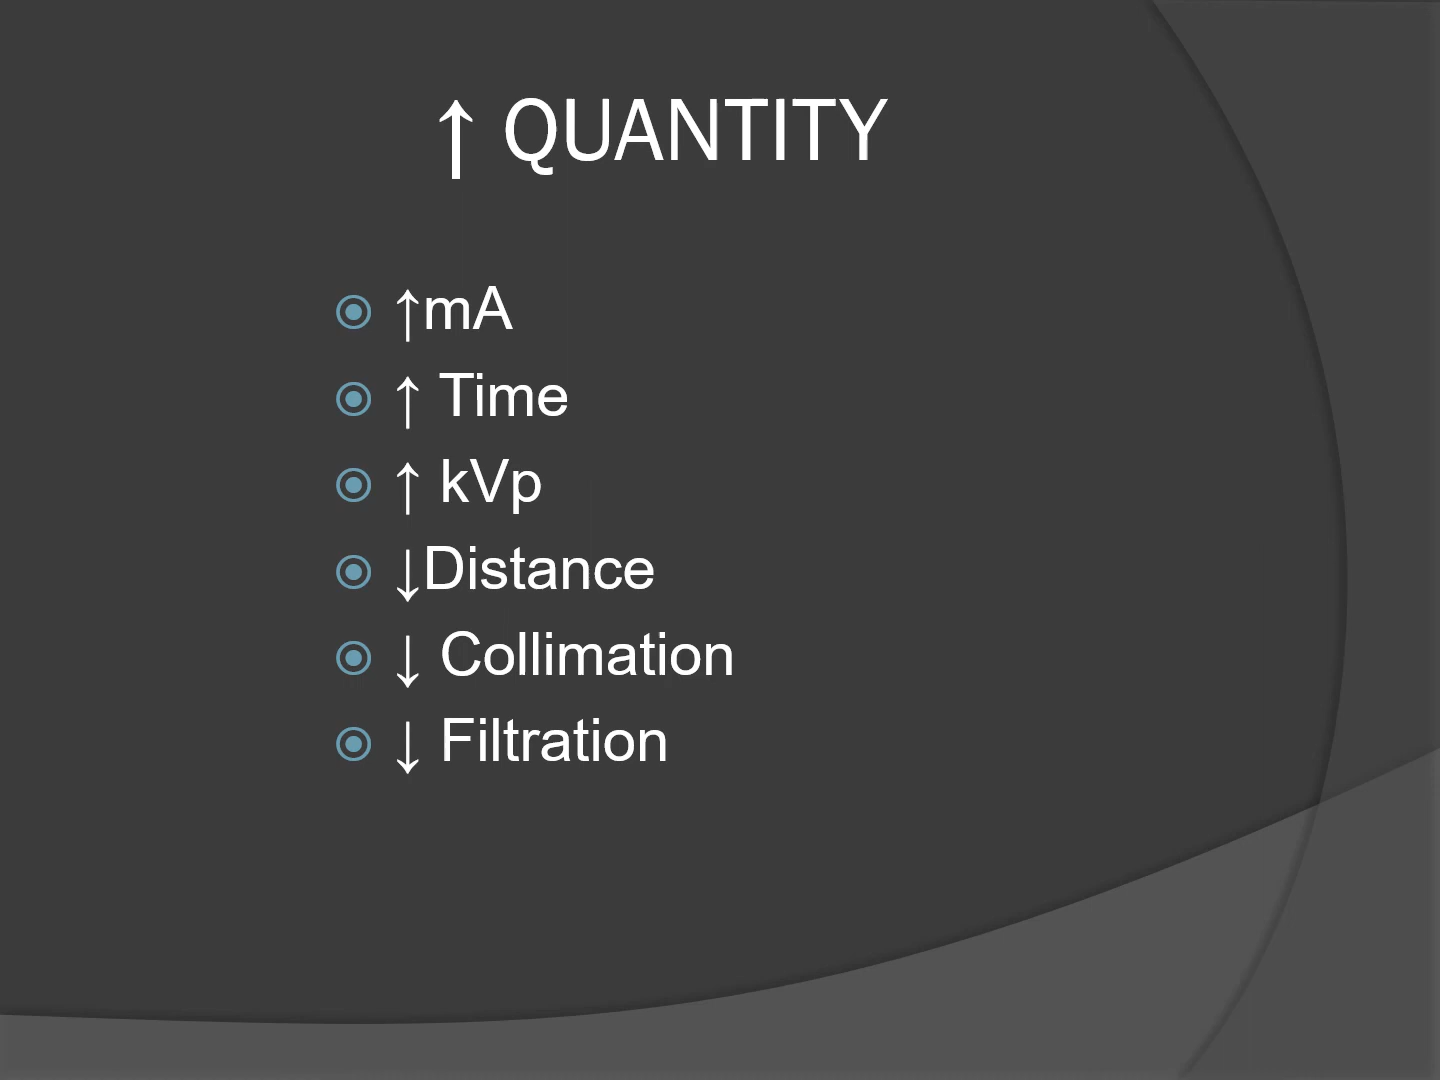 ↑ QUANTITY
↑mA
↑ Time
↑ kVp
↓Distance
↓ Collimation
↓ Filtration